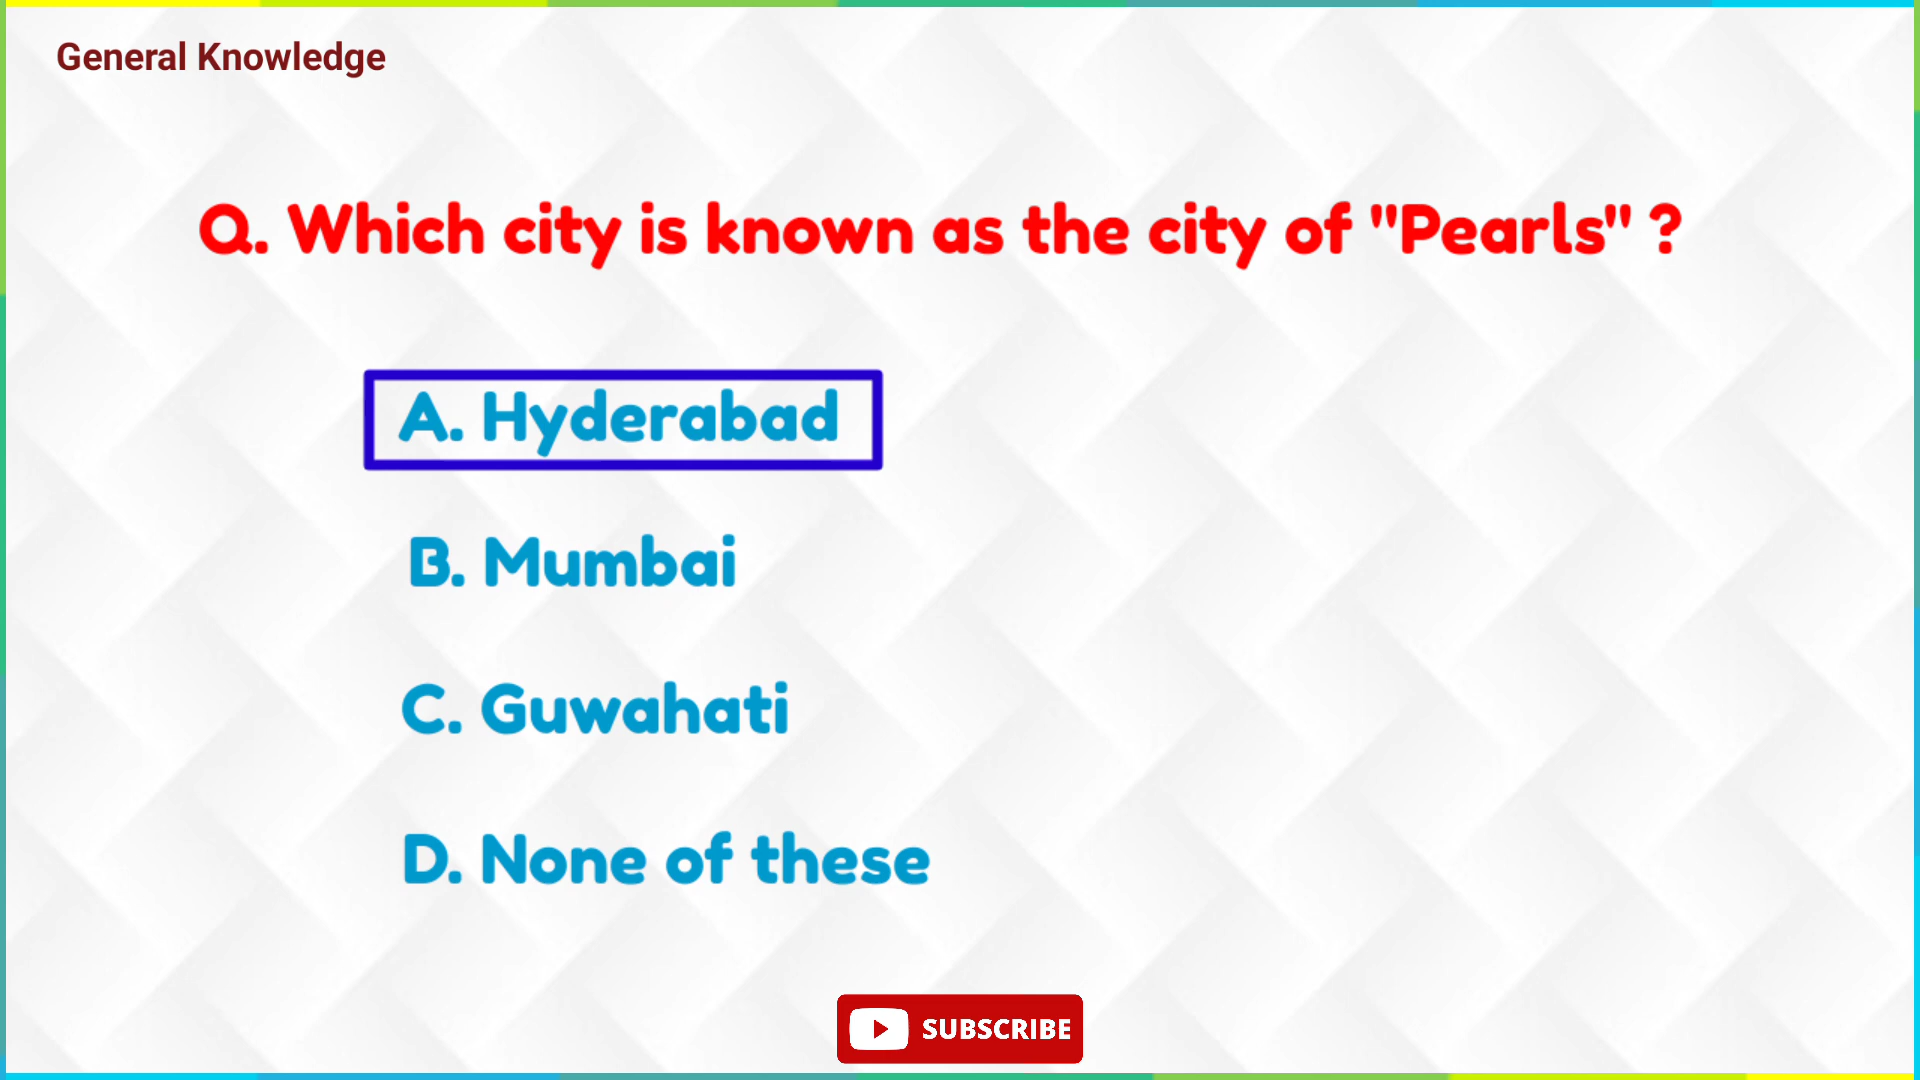 General Knowledge
Q. Which city is known as the city of "Pearls" ?
A. Hyderabad
B. Mumbai
C. Guwahati
D. None of these
SUBSCRIBE